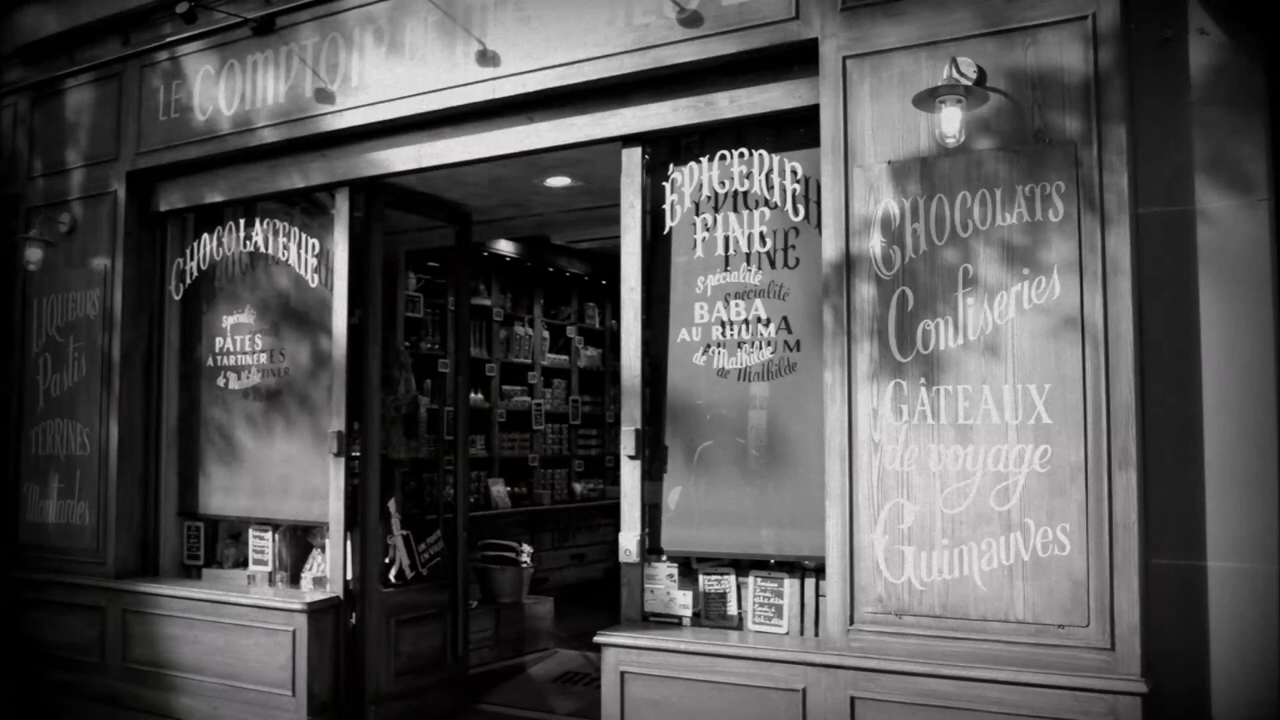 LE COMPTOIR DE
LIQUEURS
Pastis
TERRINES
Moutardes
CHOCOLATERIE
spécialité
PÂTES
À TARTINER
de Mathilde
ÉPICERIE
FINE
spécialité
BABA
AU RHUM
de Mathilde
CHOCOLATS
Confiseries
GÂTEAUX
de voyage
Guimauves